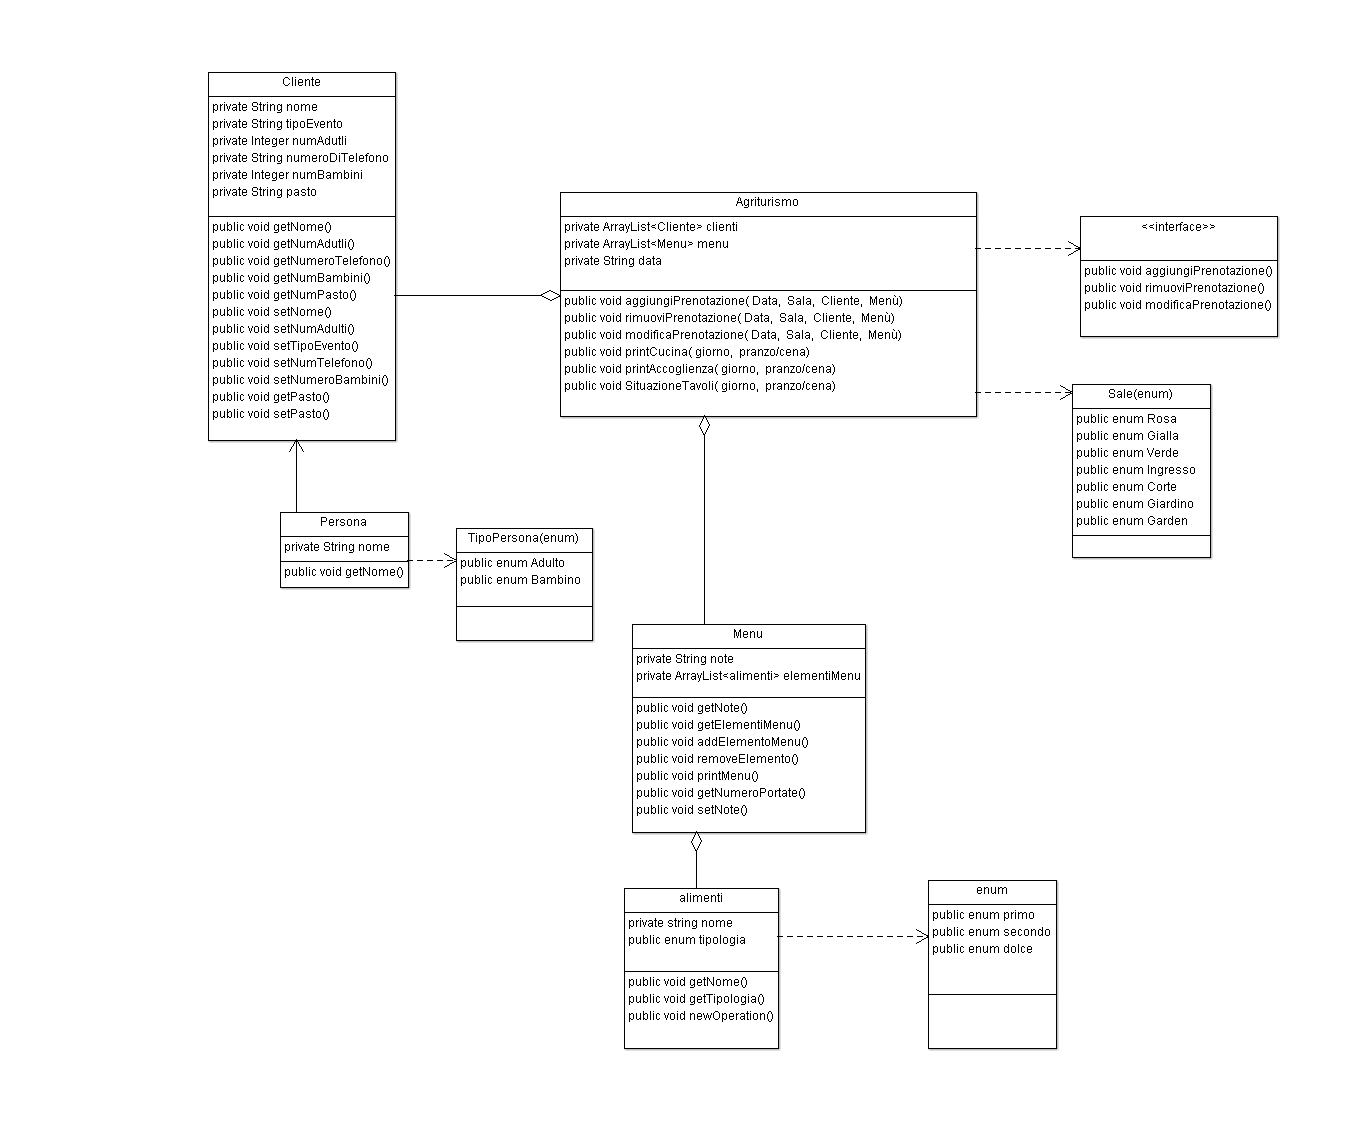 Cliente
private String nome
private String tipoEvento
private Integer numAdutli
private String numeroDiTelefono
private Integer numBambini
private String pasto
public void getNome()
public void getNumAdutli()
public void getNumeroTelefono()
public void getNumBambini()
public void getNumPasto()
public void setNome()
public void setNumAdulti()
public void setTipoEvento()
public void setNumTelefono()
public void setNumeroBambini()
public void getPasto()
public void setPasto()
Agriturismo
private ArrayList<Cliente> clienti
private ArrayList<Menu> menu
private String data
public void aggiungiPrenotazione( Data, Sala, Cliente, Menù)
public void rimuoviPrenotazione( Data, Sala, Cliente, Menù)
public void modificaPrenotazione( Data, Sala, Cliente, Menù)
public void printCucina( giorno, pranzo/cena)
public void printAccoglienza( giorno, pranzo/cena)
public void SituazioneTavoli( giorno, pranzo/cena)
<<interface>>
public void aggiungiPrenotazione()
public void rimuoviPrenotazione()
public void modificaPrenotazione()
Sale(enum)
public enum Rosa
public enum Gialla
public enum Verde
public enum Ingresso
public enum Corte
public enum Giardino
public enum Garden
Persona
private String nome
public void getNome()
TipoPersona(enum)
public enum Adulto
public enum Bambino
Menu
private String note
private ArrayList<alimenti> elementiMenu
public void getNote()
public void getElementiMenu()
public void addElementoMenu()
public void removeElemento()
public void printMenu()
public void getNumeroPortate()
public void setNote()
alimenti
private string nome
public enum tipologia
public void getNome()
public void getTipologia()
public void newOperation()
enum
public enum primo
public enum secondo
public enum dolce